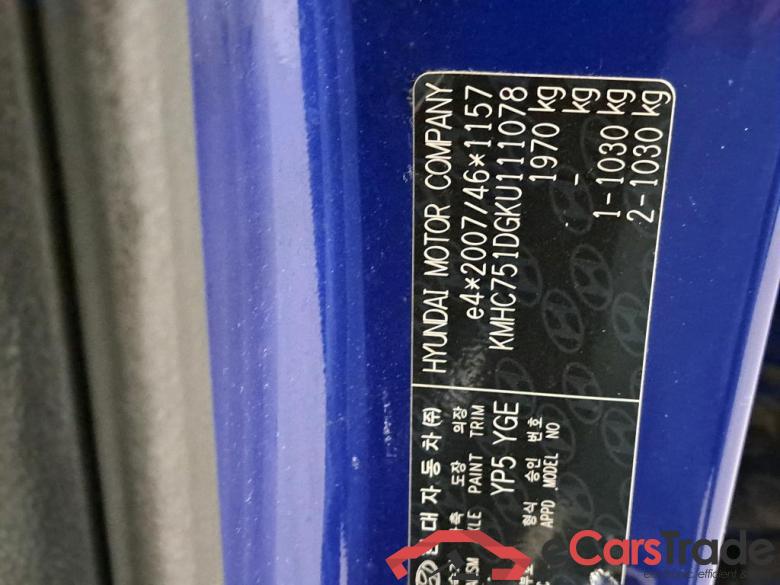 HYUNDAI MOTOR COMPANY
e4*2007/46*1157
KMHC751DGKU111078
1970 kg
- kg
1- 1030 kg
2- 1030 kg
대자동차(주)
도장 외장
PAINT TRIM
YP5 YGE
형식 승인 번호
APPD .MODEL NO
eCarsTrade